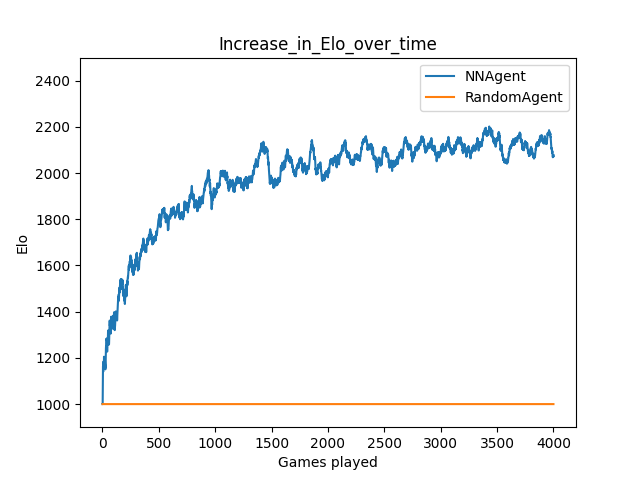 Increase_in_Elo_over_time
NNAgent
RandomAgent
2400
2200
2000
1800
1600
1400
1200
1000
Elo
0 500 1000 1500 2000 2500 3000 3500 4000
Games played